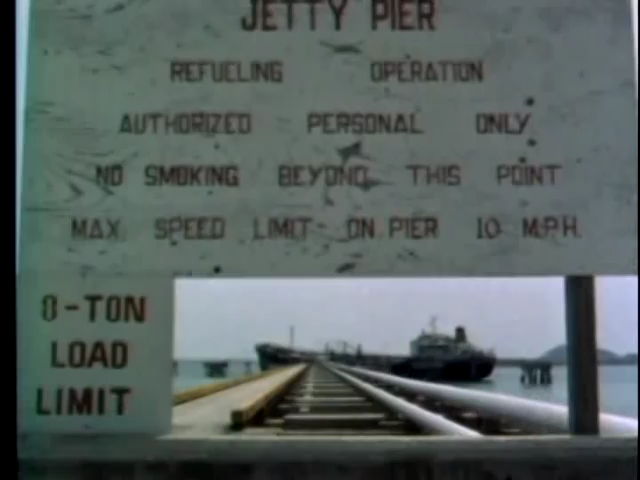 JETTY PIER
REFUELING OPERATION
AUTHORIZED PERSONAL ONLY
NO SMOKING BEYOND THIS POINT
MAX. SPEED LIMIT ON PIER 10 M.P.H.
8-TON
LOAD
LIMIT